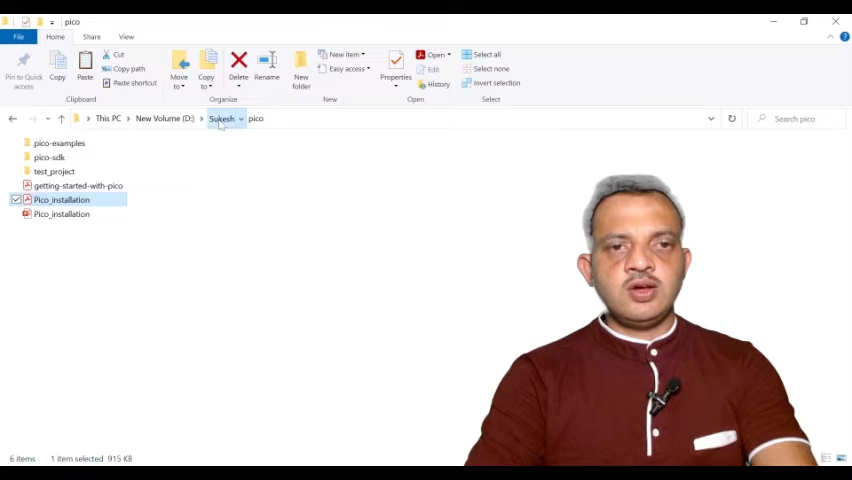 pico
File Home Share View
Pin to Quick access
Copy
Paste
Cut
Copy path
Paste shortcut
Clipboard
Move to
Copy to
Delete
Rename
Organize
New folder
New item
Easy access
New
Properties
Open
Edit
History
Open
Select all
Select none
Invert selection
Select
This PC New Volume (D:) Sukesh pico
Search pico
pico-examples
pico-sdk
test_project
getting-started-with-pico
Pico_installation
Pico_installation
6 items 1 item selected 915 KB